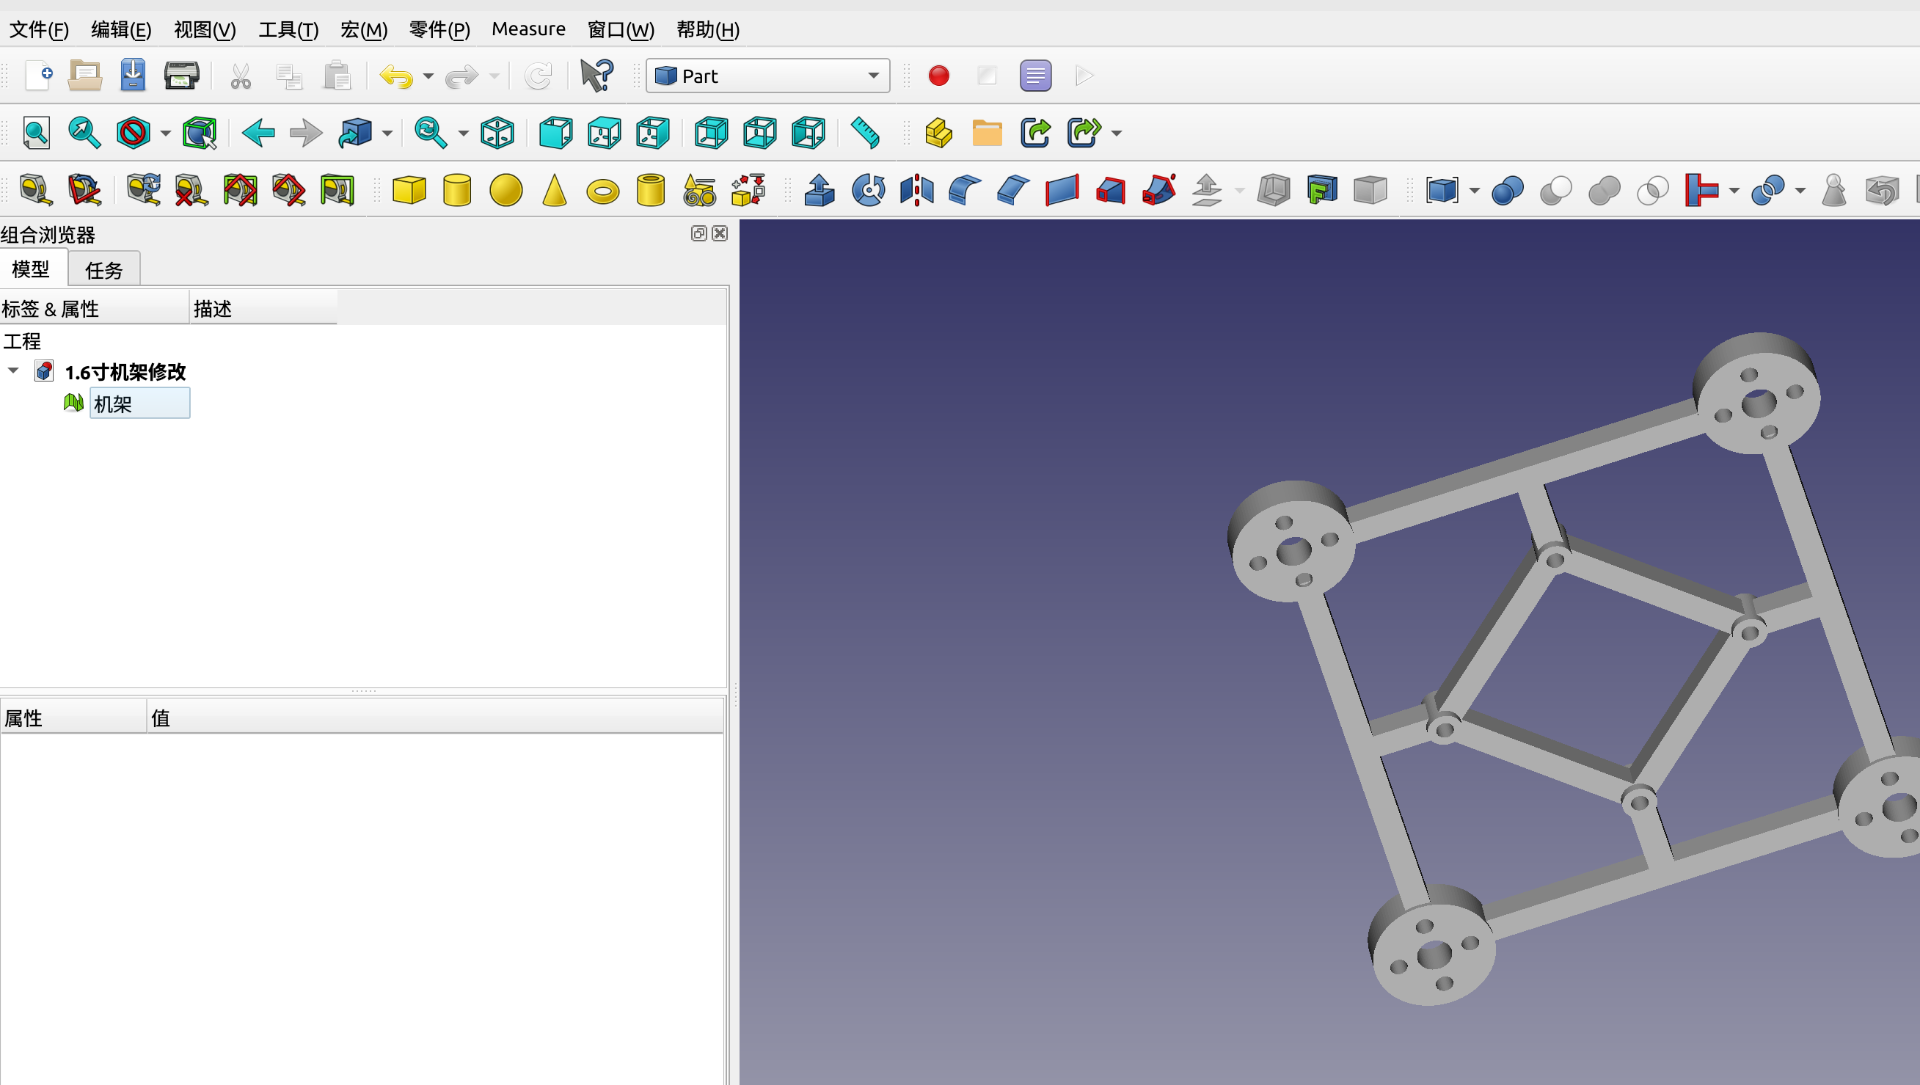 文件(F) 编辑(E) 视图(V) 工具(T) 宏(M) 零件(P) Measure 窗口(W) 帮助(H)
Part
组合浏览器
模型 任务
标签 & 属性 描述
工程
1.6寸机架修改
机架
属性 值